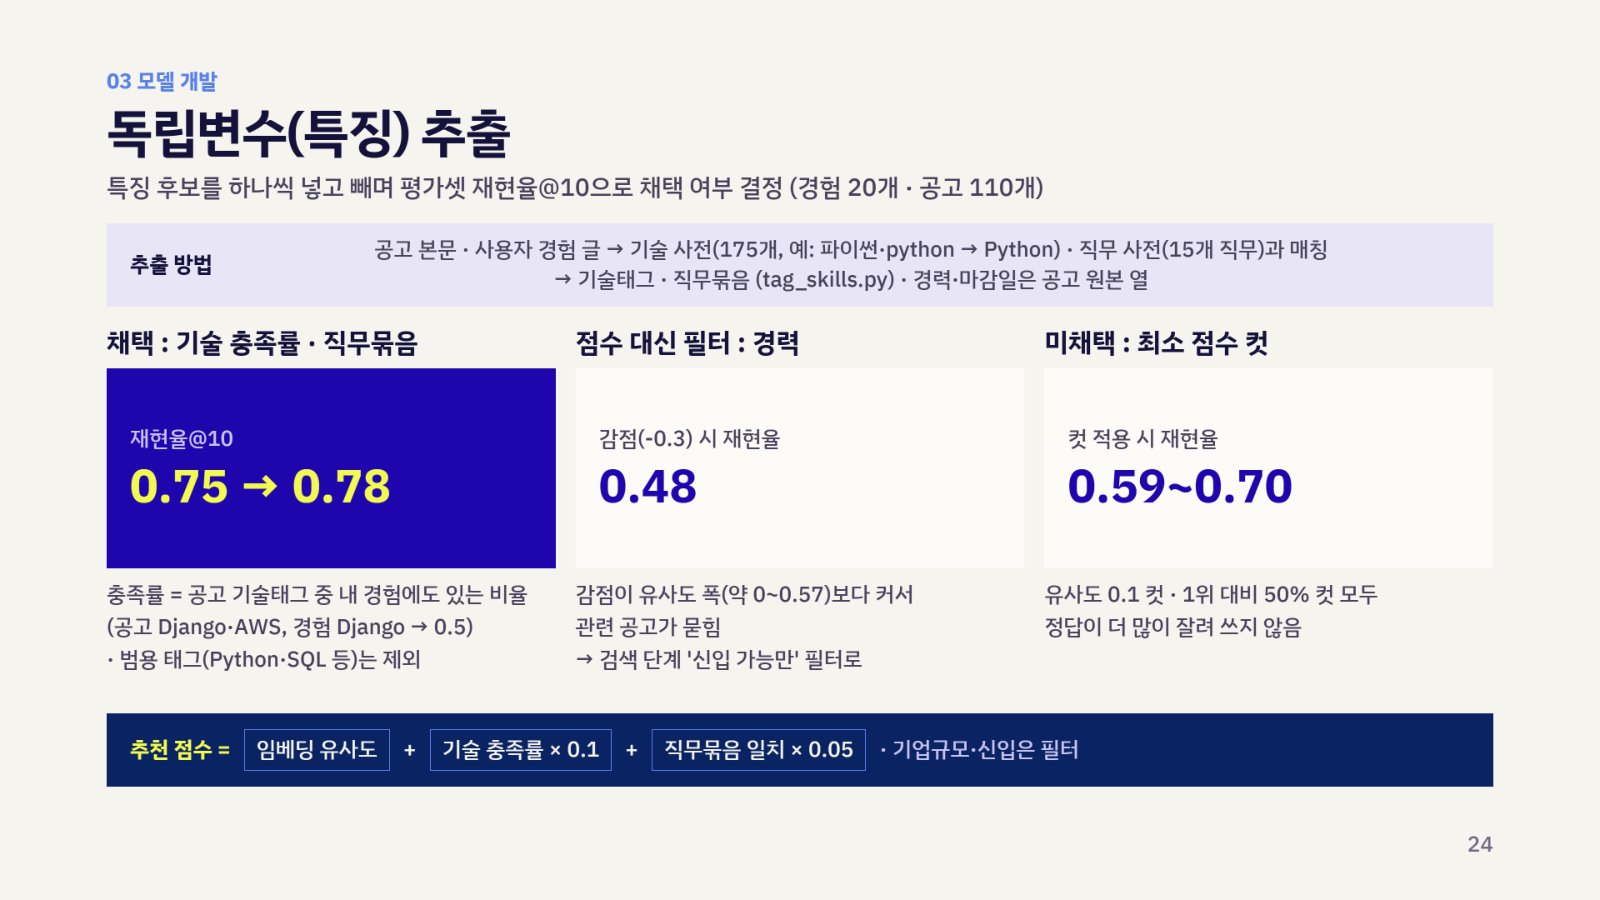 03 모델 개발
독립변수(특징) 추출
특징 후보를 하나씩 넣고 빼며 평가셋 재현율@10으로 채택 여부 결정 (경험 20개 · 공고 110개)
추출 방법
공고 본문 · 사용자 경험 글 → 기술 사전(175개, 예: 파이썬·python → Python) · 직무 사전(15개 직무)과 매칭
→ 기술태그 · 직무묶음 (tag_skills.py) · 경력·마감일은 공고 원본 열
채택 : 기술 충족률 · 직무묶음
재현율@10
0.75 → 0.78
충족률 = 공고 기술태그 중 내 경험에도 있는 비율
(공고 Django·AWS, 경험 Django → 0.5)
· 범용 태그(Python·SQL 등)는 제외
점수 대신 필터 : 경력
감점(-0.3) 시 재현율
0.48
감점이 유사도 폭(약 0~0.57)보다 커서
관련 공고가 묻힘
→ 검색 단계 '신입 가능만' 필터로
미채택 : 최소 점수 컷
컷 적용 시 재현율
0.59~0.70
유사도 0.1 컷 · 1위 대비 50% 컷 모두
정답이 더 많이 잘려 쓰지 않음
추천 점수 = 임베딩 유사도 + 기술 충족률 × 0.1 + 직무묶음 일치 × 0.05 · 기업규모·신입은 필터
24